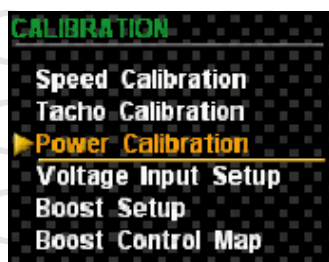 CALIBRATION
Speed Calibration
Tacho Calibration
Power Calibration
Voltage Input Setup
Boost Setup
Boost Control Map